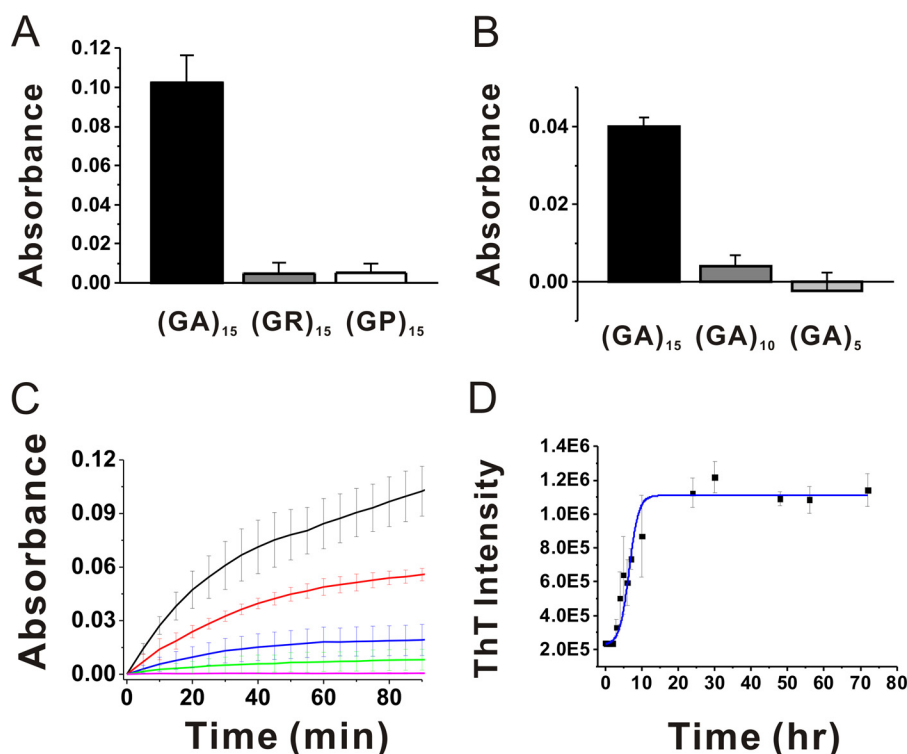 A
Absorbance
0.12
0.10
0.08
0.06
0.04
0.02
0.00
(GA)15 (GR)15 (GP)15
B
Absorbance
0.04
0.02
0.00
(GA)15 (GA)10 (GA)5
C
Absorbance
0.12
0.09
0.06
0.03
0.00
0 20 40 60 80
Time (min)
D
ThT Intensity
1.4E6
1.2E6
1.0E6
8.0E5
6.0E5
4.0E5
2.0E5
0 10 20 30 40 50 60 70 80
Time (hr)